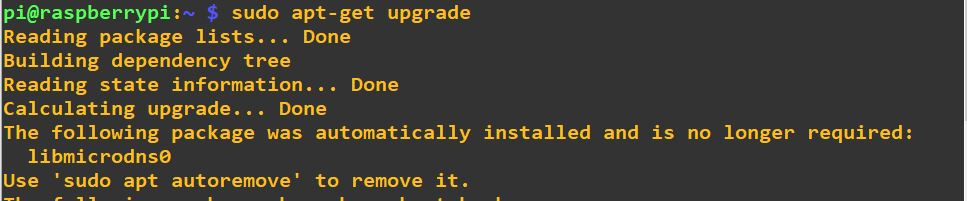 pi@raspberrypi:~ $ sudo apt-get upgrade
Reading package lists... Done
Building dependency tree
Reading state information... Done
Calculating upgrade... Done
The following package was automatically installed and is no longer required:
  libmicrodns0
Use 'sudo apt autoremove' to remove it.